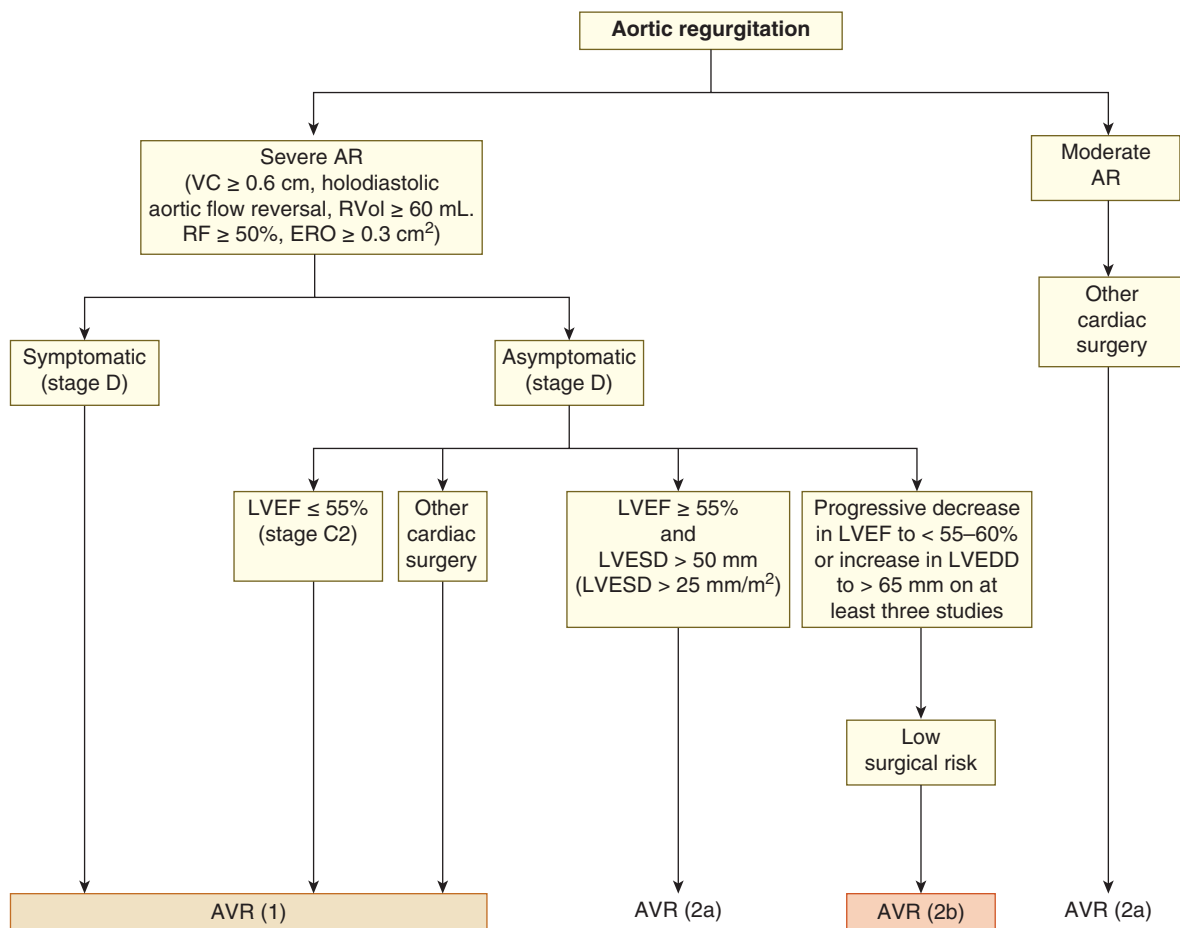 Aortic regurgitation
Severe AR
(VC ≥ 0.6 cm, holodiastolic
aortic flow reversal, RVol ≥ 60 mL.
RF ≥ 50%, ERO ≥ 0.3 cm²)
Moderate
AR
Symptomatic
(stage D)
Asymptomatic
(stage D)
Other
cardiac
surgery
LVEF ≤ 55%
(stage C2)
Other
cardiac
surgery
LVEF ≥ 55%
and
LVESD > 50 mm
(LVESD > 25 mm/m²)
Progressive decrease
in LVEF to < 55–60%
or increase in LVEDD
to > 65 mm on at
least three studies
Low
surgical risk
AVR (1)
AVR (2a)
AVR (2b)
AVR (2a)